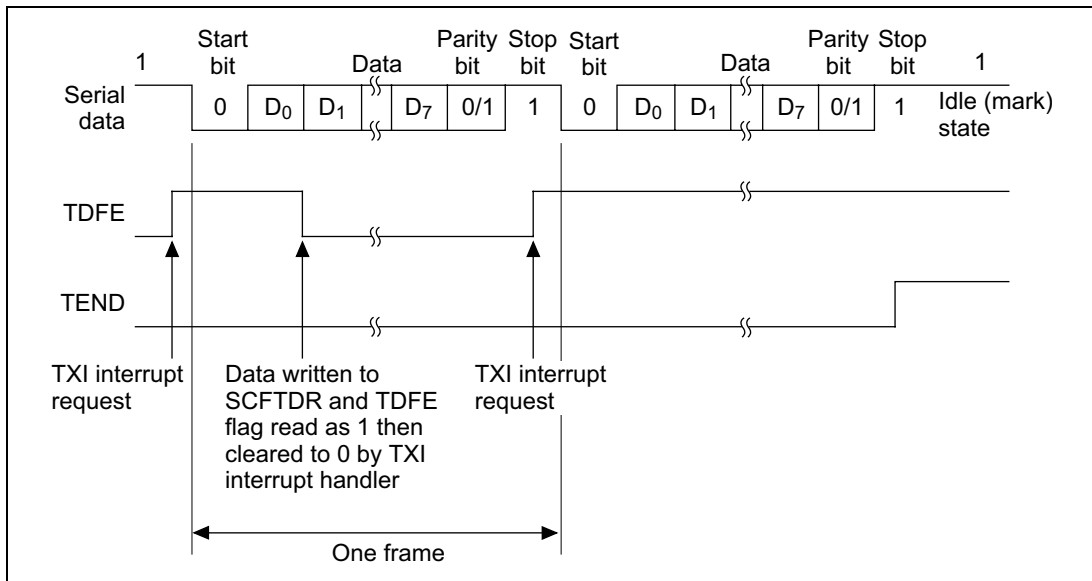 Start bit Parity bit Stop bit Start bit Parity bit Stop bit
1 Data Data 1
Serial data 0 D0 D1 D7 0/1 1 0 D0 D1 D7 0/1 1 Idle (mark) state
TDFE
TEND
TXI interrupt
request
Data written to
SCFTDR and TDFE
flag read as 1 then
cleared to 0 by TXI
interrupt handler
TXI interrupt
request
One frame